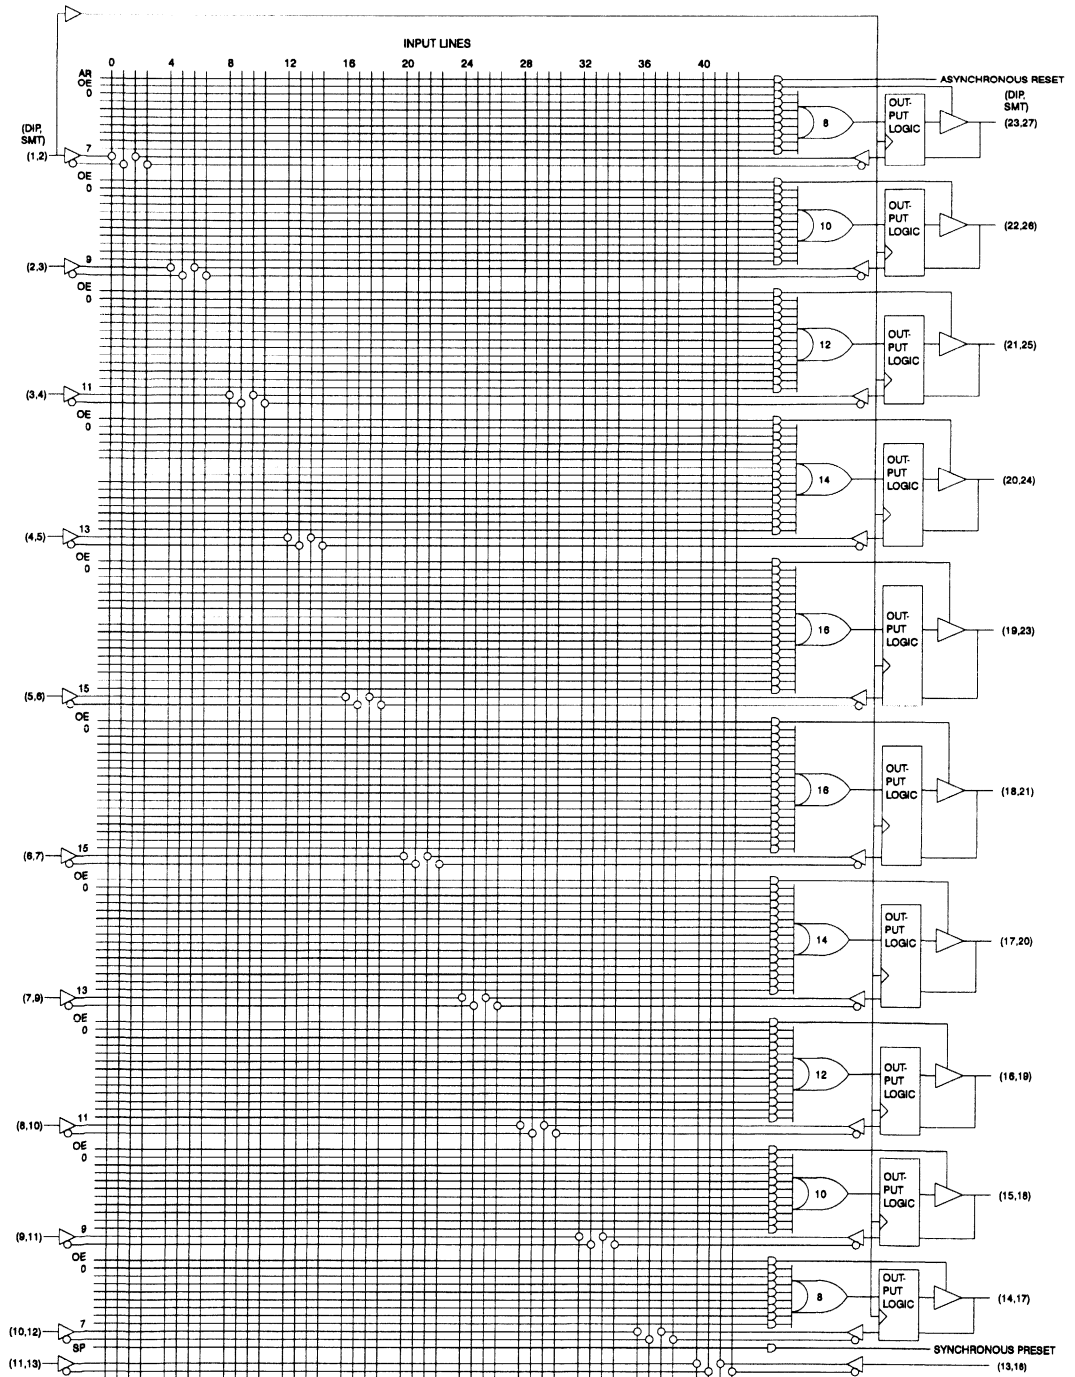 INPUT LINES
0 4 8 12 16 20 24 28 32 36 40
AR
OE
0
ASYNCHRONOUS RESET
(DIP, SMT)
(DIP, SMT)
8
OUT-
PUT
LOGIC
(23,27)
(1,2)
7
OE
0
10
OUT-
PUT
LOGIC
(22,26)
(2,3)
9
OE
0
12
OUT-
PUT
LOGIC
(21,25)
(3,4)
11
OE
0
14
OUT-
PUT
LOGIC
(20,24)
(4,5)
13
OE
0
16
OUT-
PUT
LOGIC
(19,23)
(5,6)
15
OE
0
16
OUT-
PUT
LOGIC
(18,21)
(6,7)
15
OE
0
14
OUT-
PUT
LOGIC
(17,20)
(7,9)
13
OE
0
12
OUT-
PUT
LOGIC
(16,19)
(8,10)
11
OE
0
10
OUT-
PUT
LOGIC
(15,18)
(9,11)
9
OE
0
8
OUT-
PUT
LOGIC
(14,17)
(10,12)
7
SP
SYNCHRONOUS PRESET
(11,13)
(13,16)